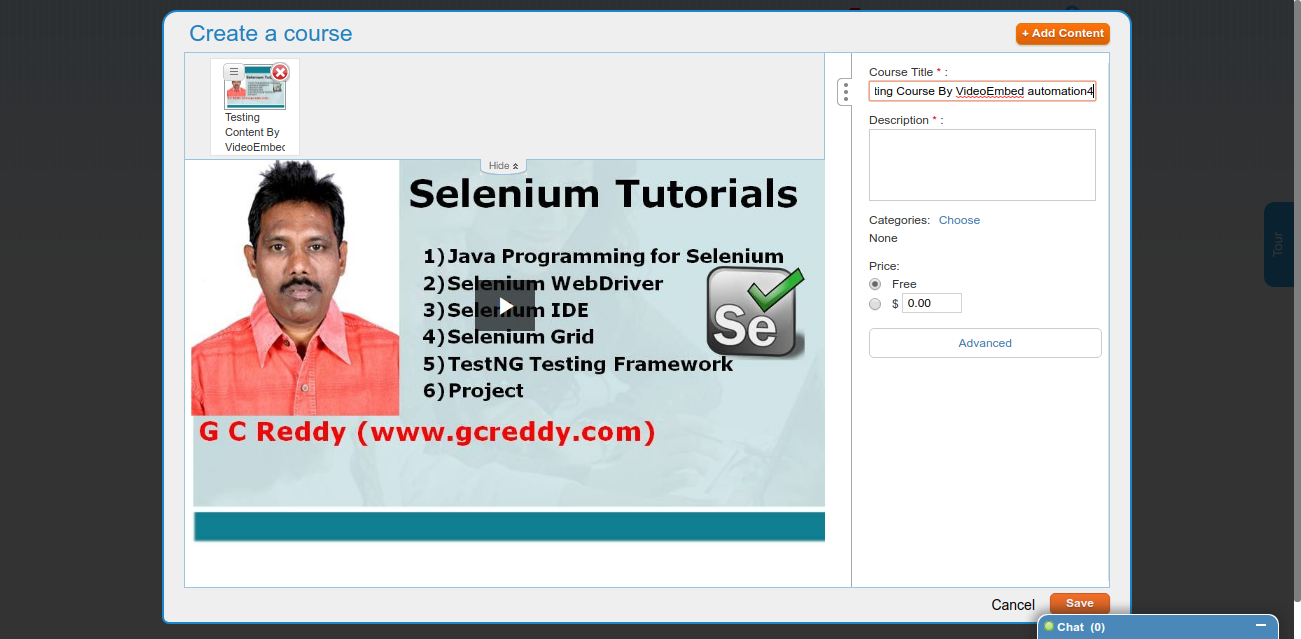 Create a course
+ Add Content
Testing
Content By
VideoEmbec
Hide
Selenium Tutorials
1) Java Programming for Selenium
2) Selenium WebDriver
3) Selenium IDE
4) Selenium Grid
5) TestNG Testing Framework
6) Project
Se
G C Reddy (www.gcreddy.com)
Course Title * :
ting Course By VideoEmbed automation4
Description * :
Categories: Choose
None
Price:
Free
$ 0.00
Advanced
Tour
Cancel
Save
Chat (0)